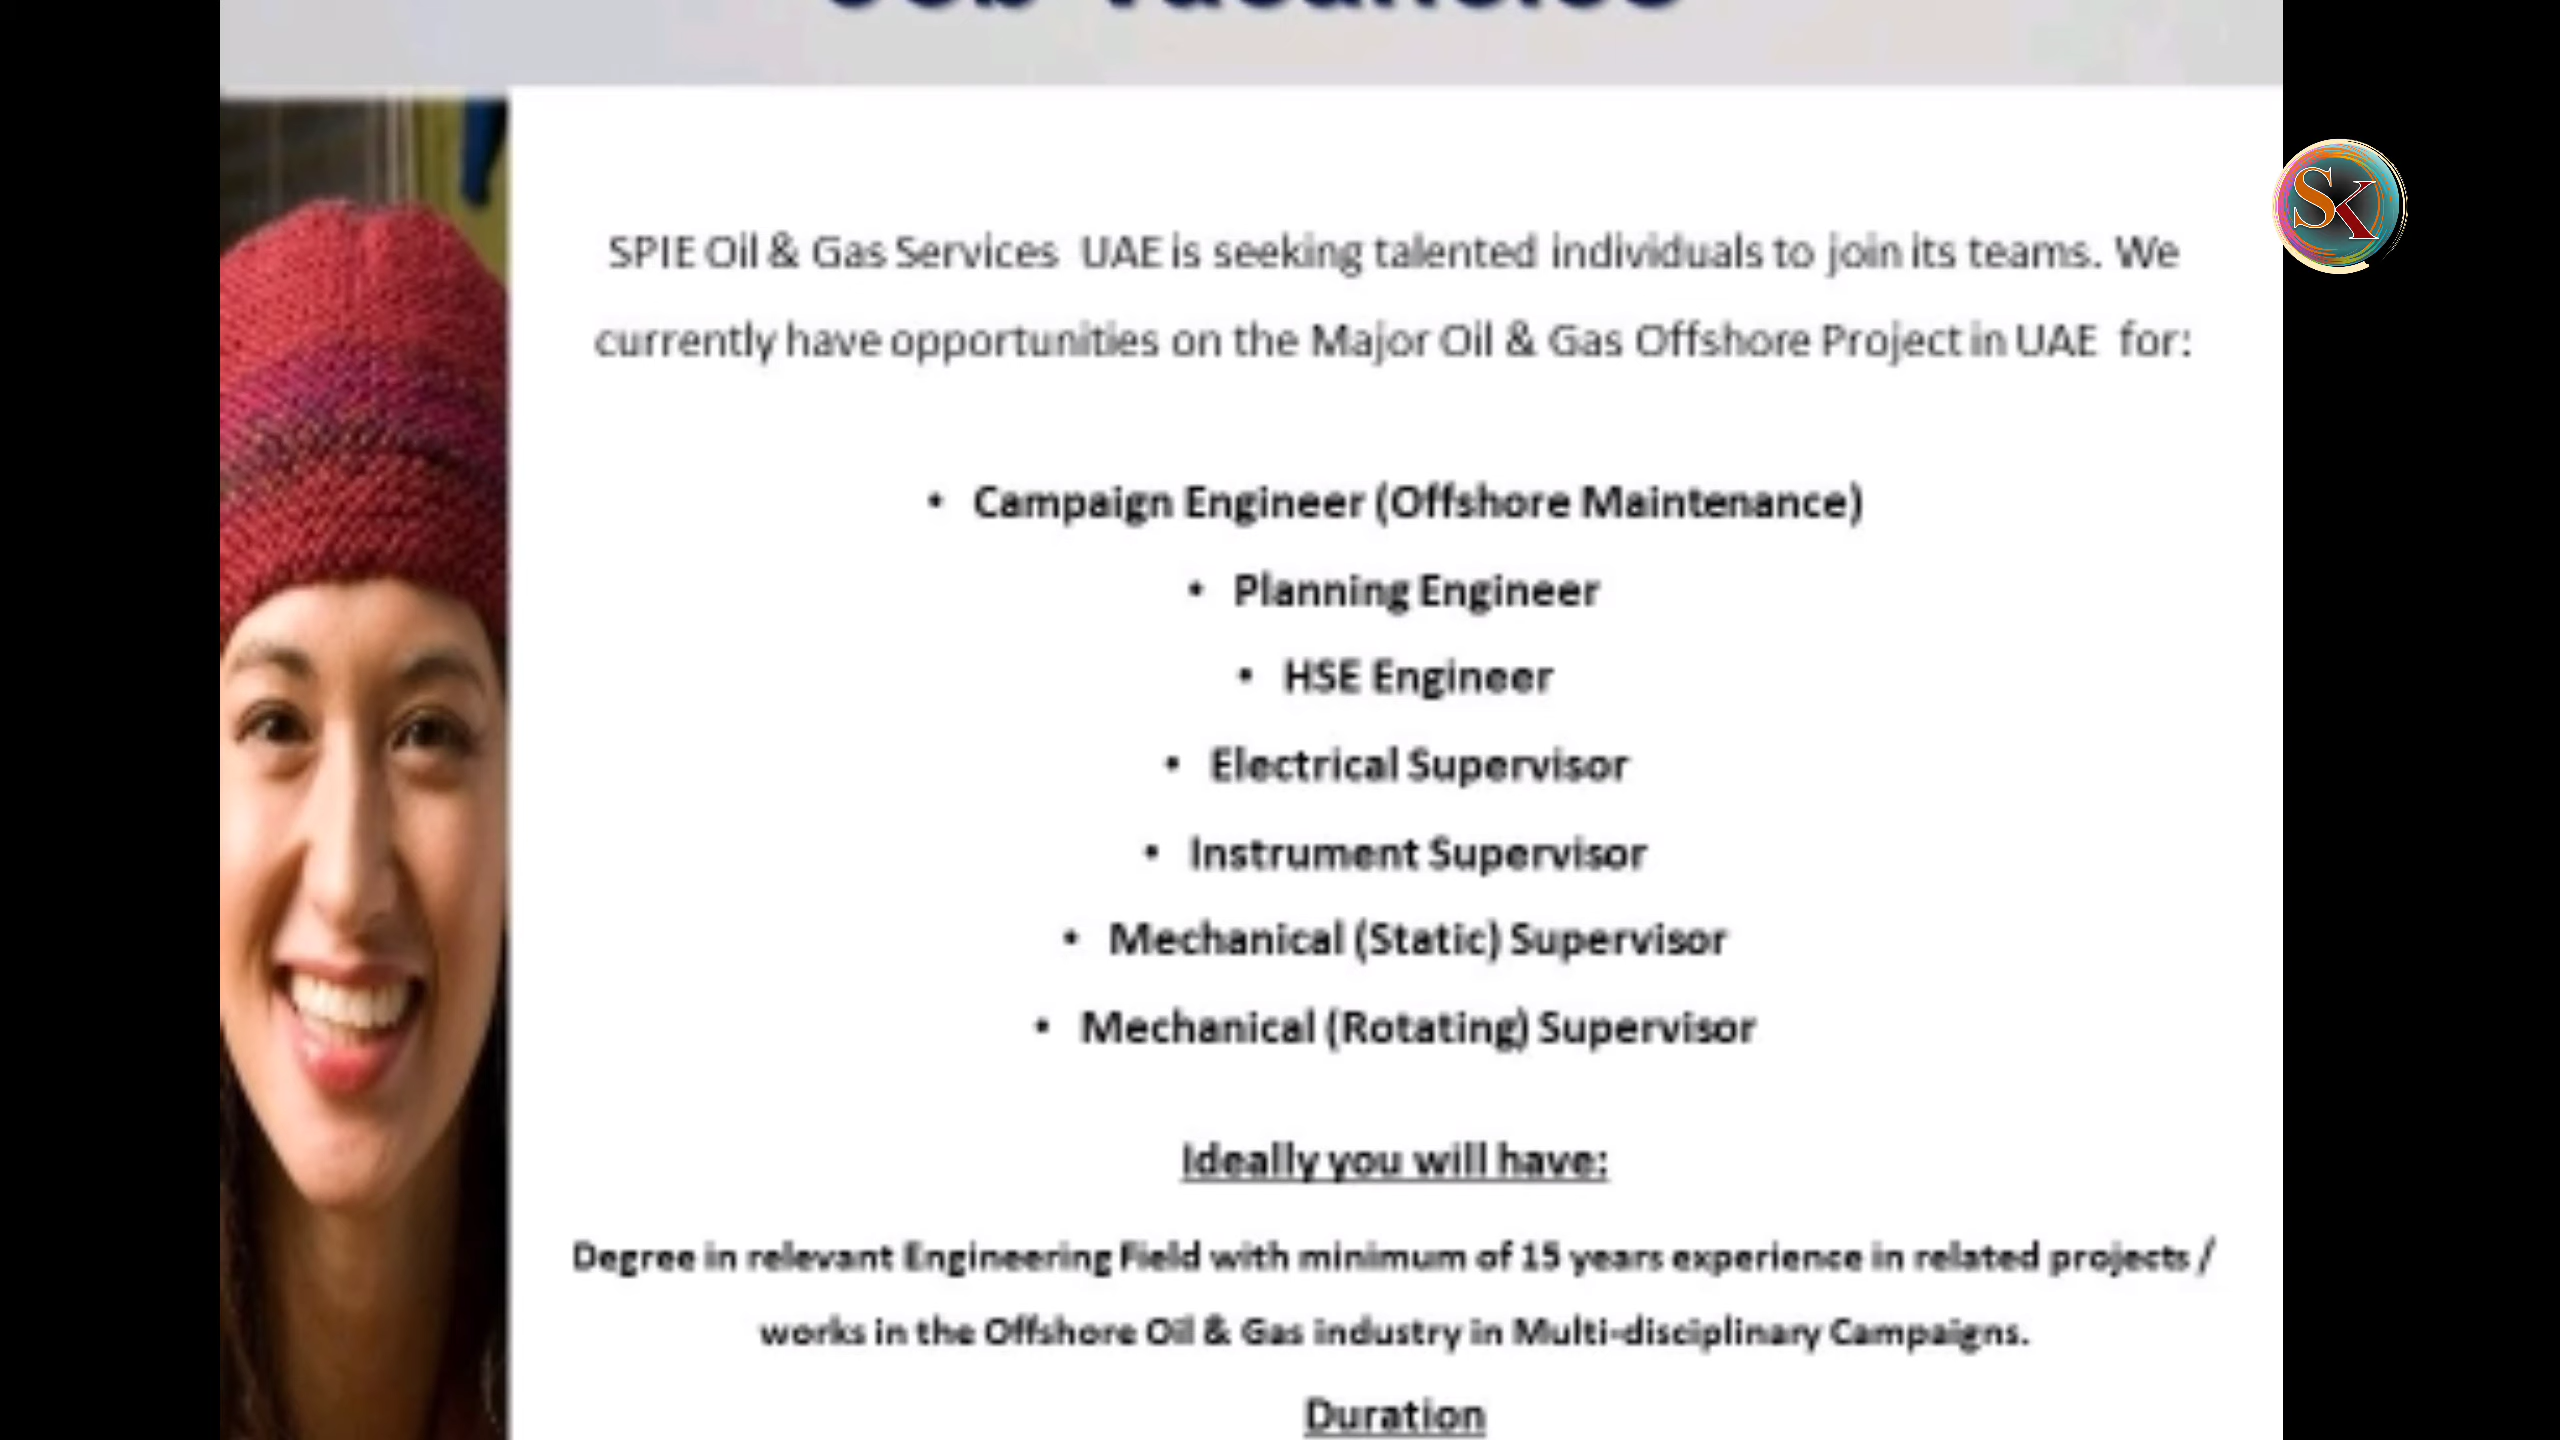 Job Vacancies
SPIE Oil & Gas Services UAE is seeking talented individuals to join its teams. We
currently have opportunities on the Major Oil & Gas Offshore Project in UAE for:
• Campaign Engineer (Offshore Maintenance)
• Planning Engineer
• HSE Engineer
• Electrical Supervisor
• Instrument Supervisor
• Mechanical (Static) Supervisor
• Mechanical (Rotating) Supervisor
Ideally you will have:
Degree in relevant Engineering Field with minimum of 15 years experience in related projects /
works in the Offshore Oil & Gas industry in Multi-disciplinary Campaigns.
Duration
SK